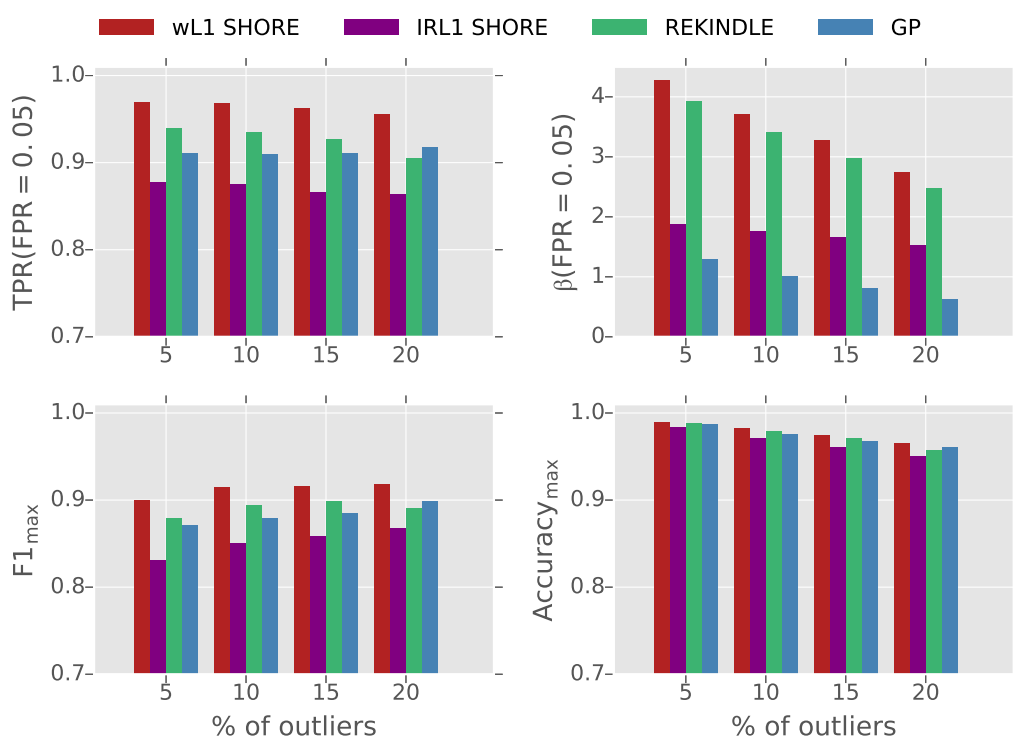 wL1 SHORE IRL1 SHORE REKINDLE GP
TPR(FPR = 0.05)
1.0
0.9
0.8
0.7
5 10 15 20
β(FPR = 0.05)
4
3
2
1
0
5 10 15 20
F1max
1.0
0.9
0.8
0.7
5 10 15 20
% of outliers
Accuracymax
1.0
0.9
0.8
0.7
5 10 15 20
% of outliers